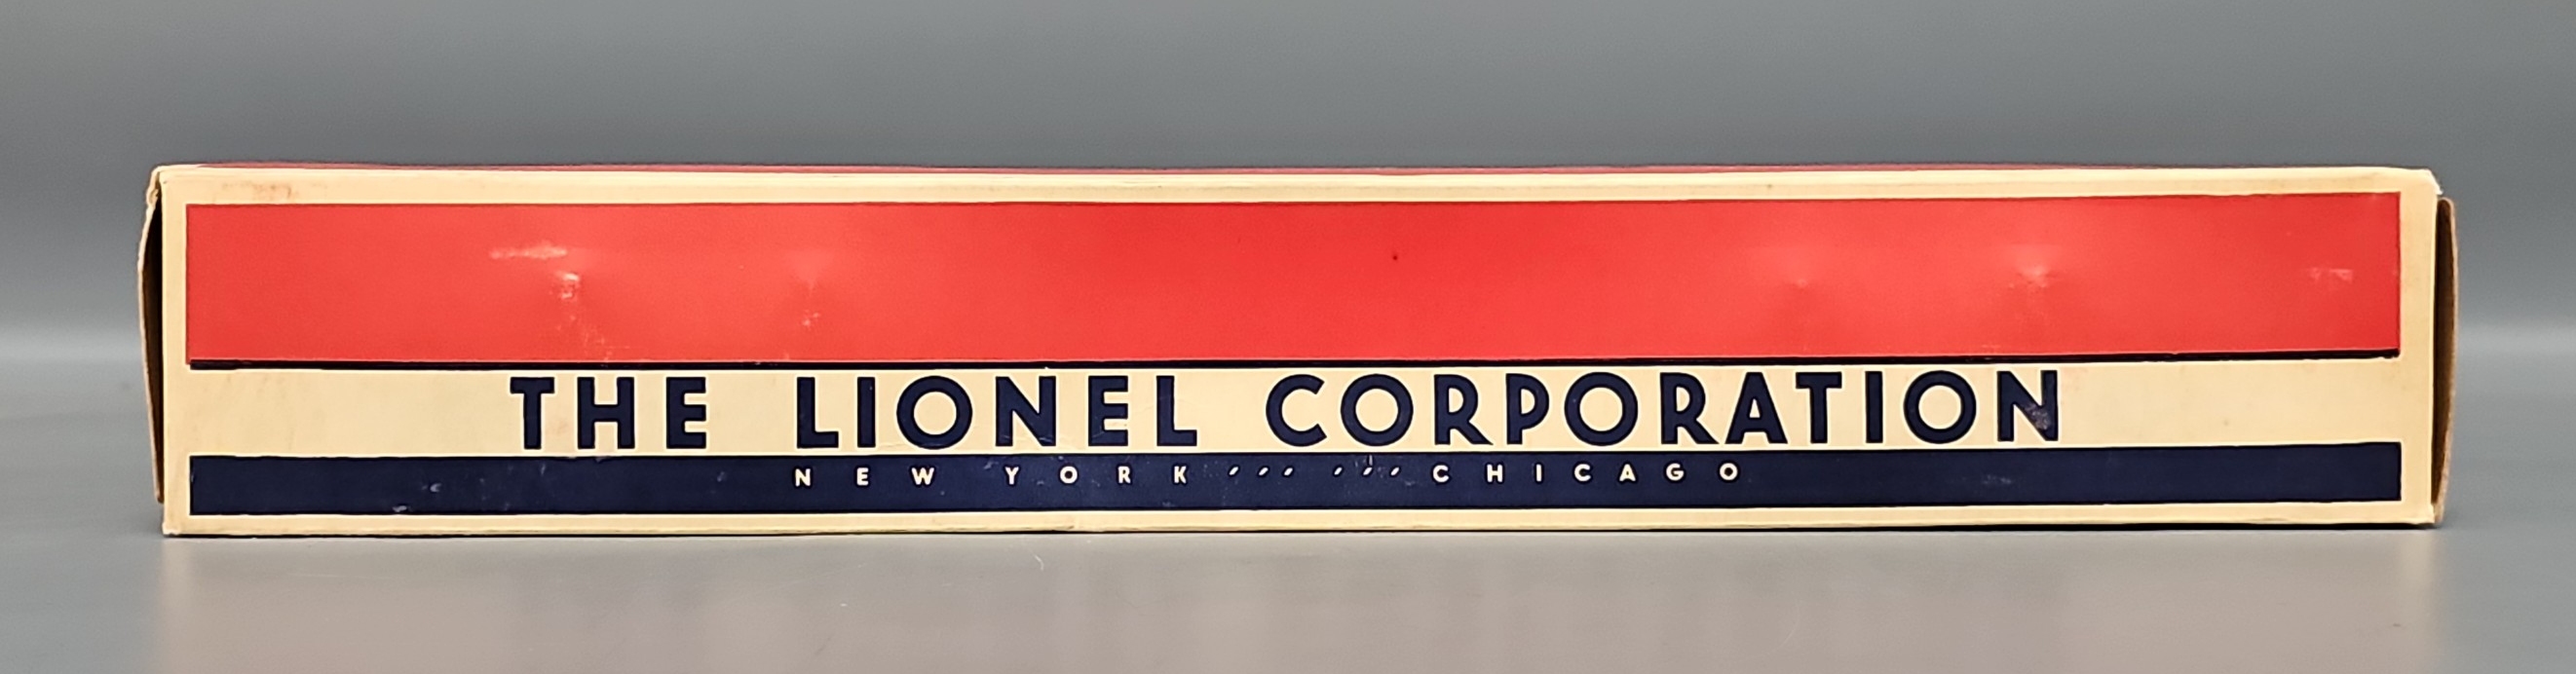 THE LIONEL CORPORATION
NEW YORK ''' ''' CHICAGO